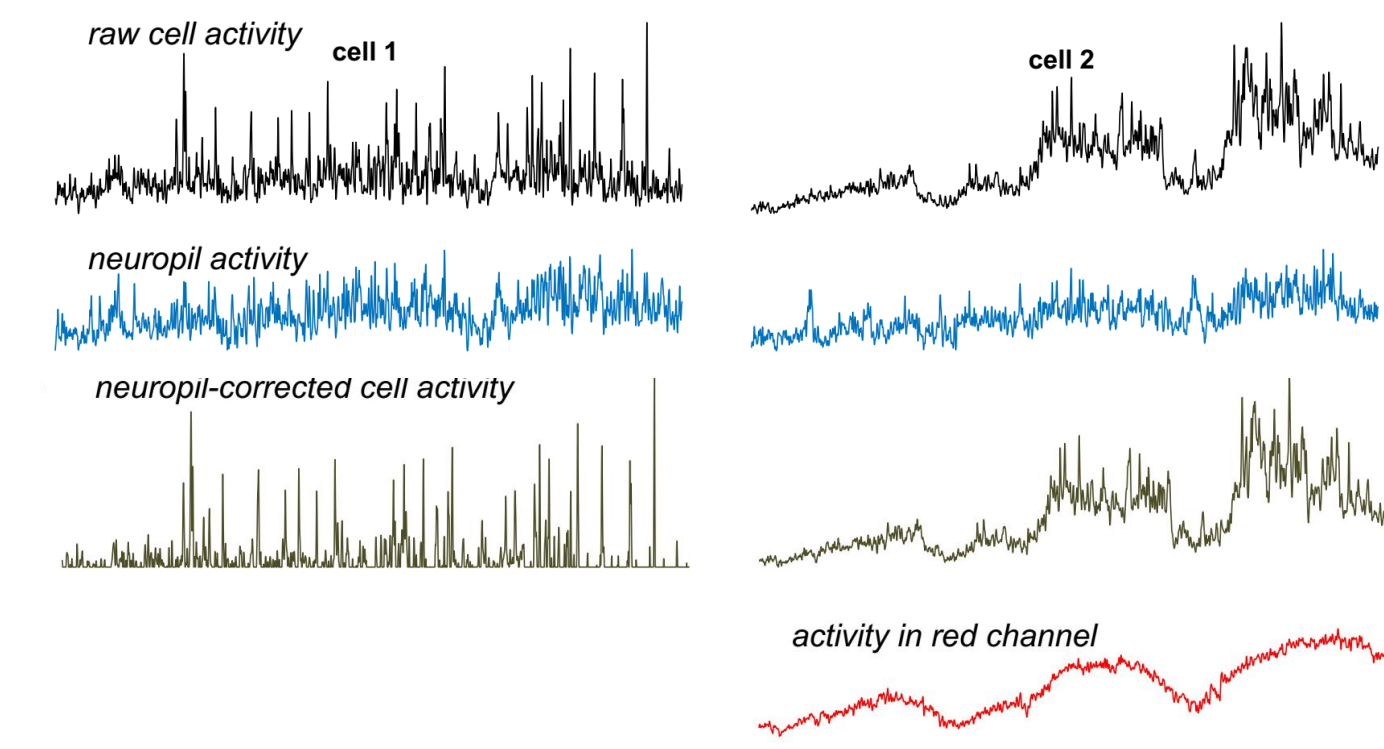 raw cell activity
cell 1
cell 2
neuropil activity
neuropil-corrected cell activity
activity in red channel